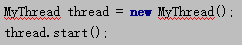 MyThread thread = new MyThread();
thread.start();